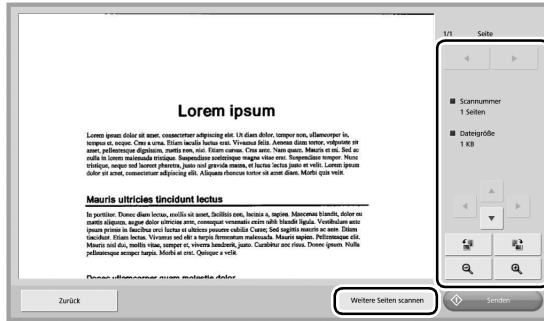 1/1 Seite
Scannummer
1 Seiten
Dateigröße
1 KB
Lorem ipsum
Lorem ipsum dolor sit amet, consectetuer adipiscing elit. Ut diam dolor, tempor non, ullamcorper in,
tempus et, neque. Cras a urna. Etiam iaculis luctus erat. Vivamus felis. Aenean diam tortor, vulputate sit
amet, pellentesque dignissim, mattis non, nisi. Etiam cursus. Cras ante. Nam quam. Mauris et mi. Sed ac
nulla in lorem malesuada tristique. Suspendisse scelerisque magna vitae erat. Suspendisse tempor. Nunc
tristique, neque sed laoreet pharetra, justo nisl gravida massa, et luctus lectus justo et velit. Lorem ipsum
dolor sit amet, consectetuer adipiscing elit. Aliquam rhoncus tortor sit amet diam. Morbi quis velit.
Mauris ultricies tincidunt lectus
In porttitor. Donec diam lectus, mollis sit amet, facilisis non, lacinia a, sapien. Maecenas blandit, dolor eu
mattis aliquam, augue dolor ultricies ante, consequat venenatis enim nibh blandit ligula. Vestibulum ante
ipsum primis in faucibus orci luctus et ultrices posuere cubilia Curae; Sed sagittis mauris ac ante. Etiam
tincidunt. Etiam lectus. Vivamus sed elit a turpis fermentum malesuada. Mauris sapien. Pellentesque elit.
Mauris nisl dui, mollis vitae, semper et, viverra hendrerit, justo. Curabitur nec risus. Donec ipsum. Nulla
pellentesque semper turpis. Morbi at erat. Quisque a velit.
Donec ullamcorper quam molestie dolor
Zurück
Weitere Seiten scannen
Senden